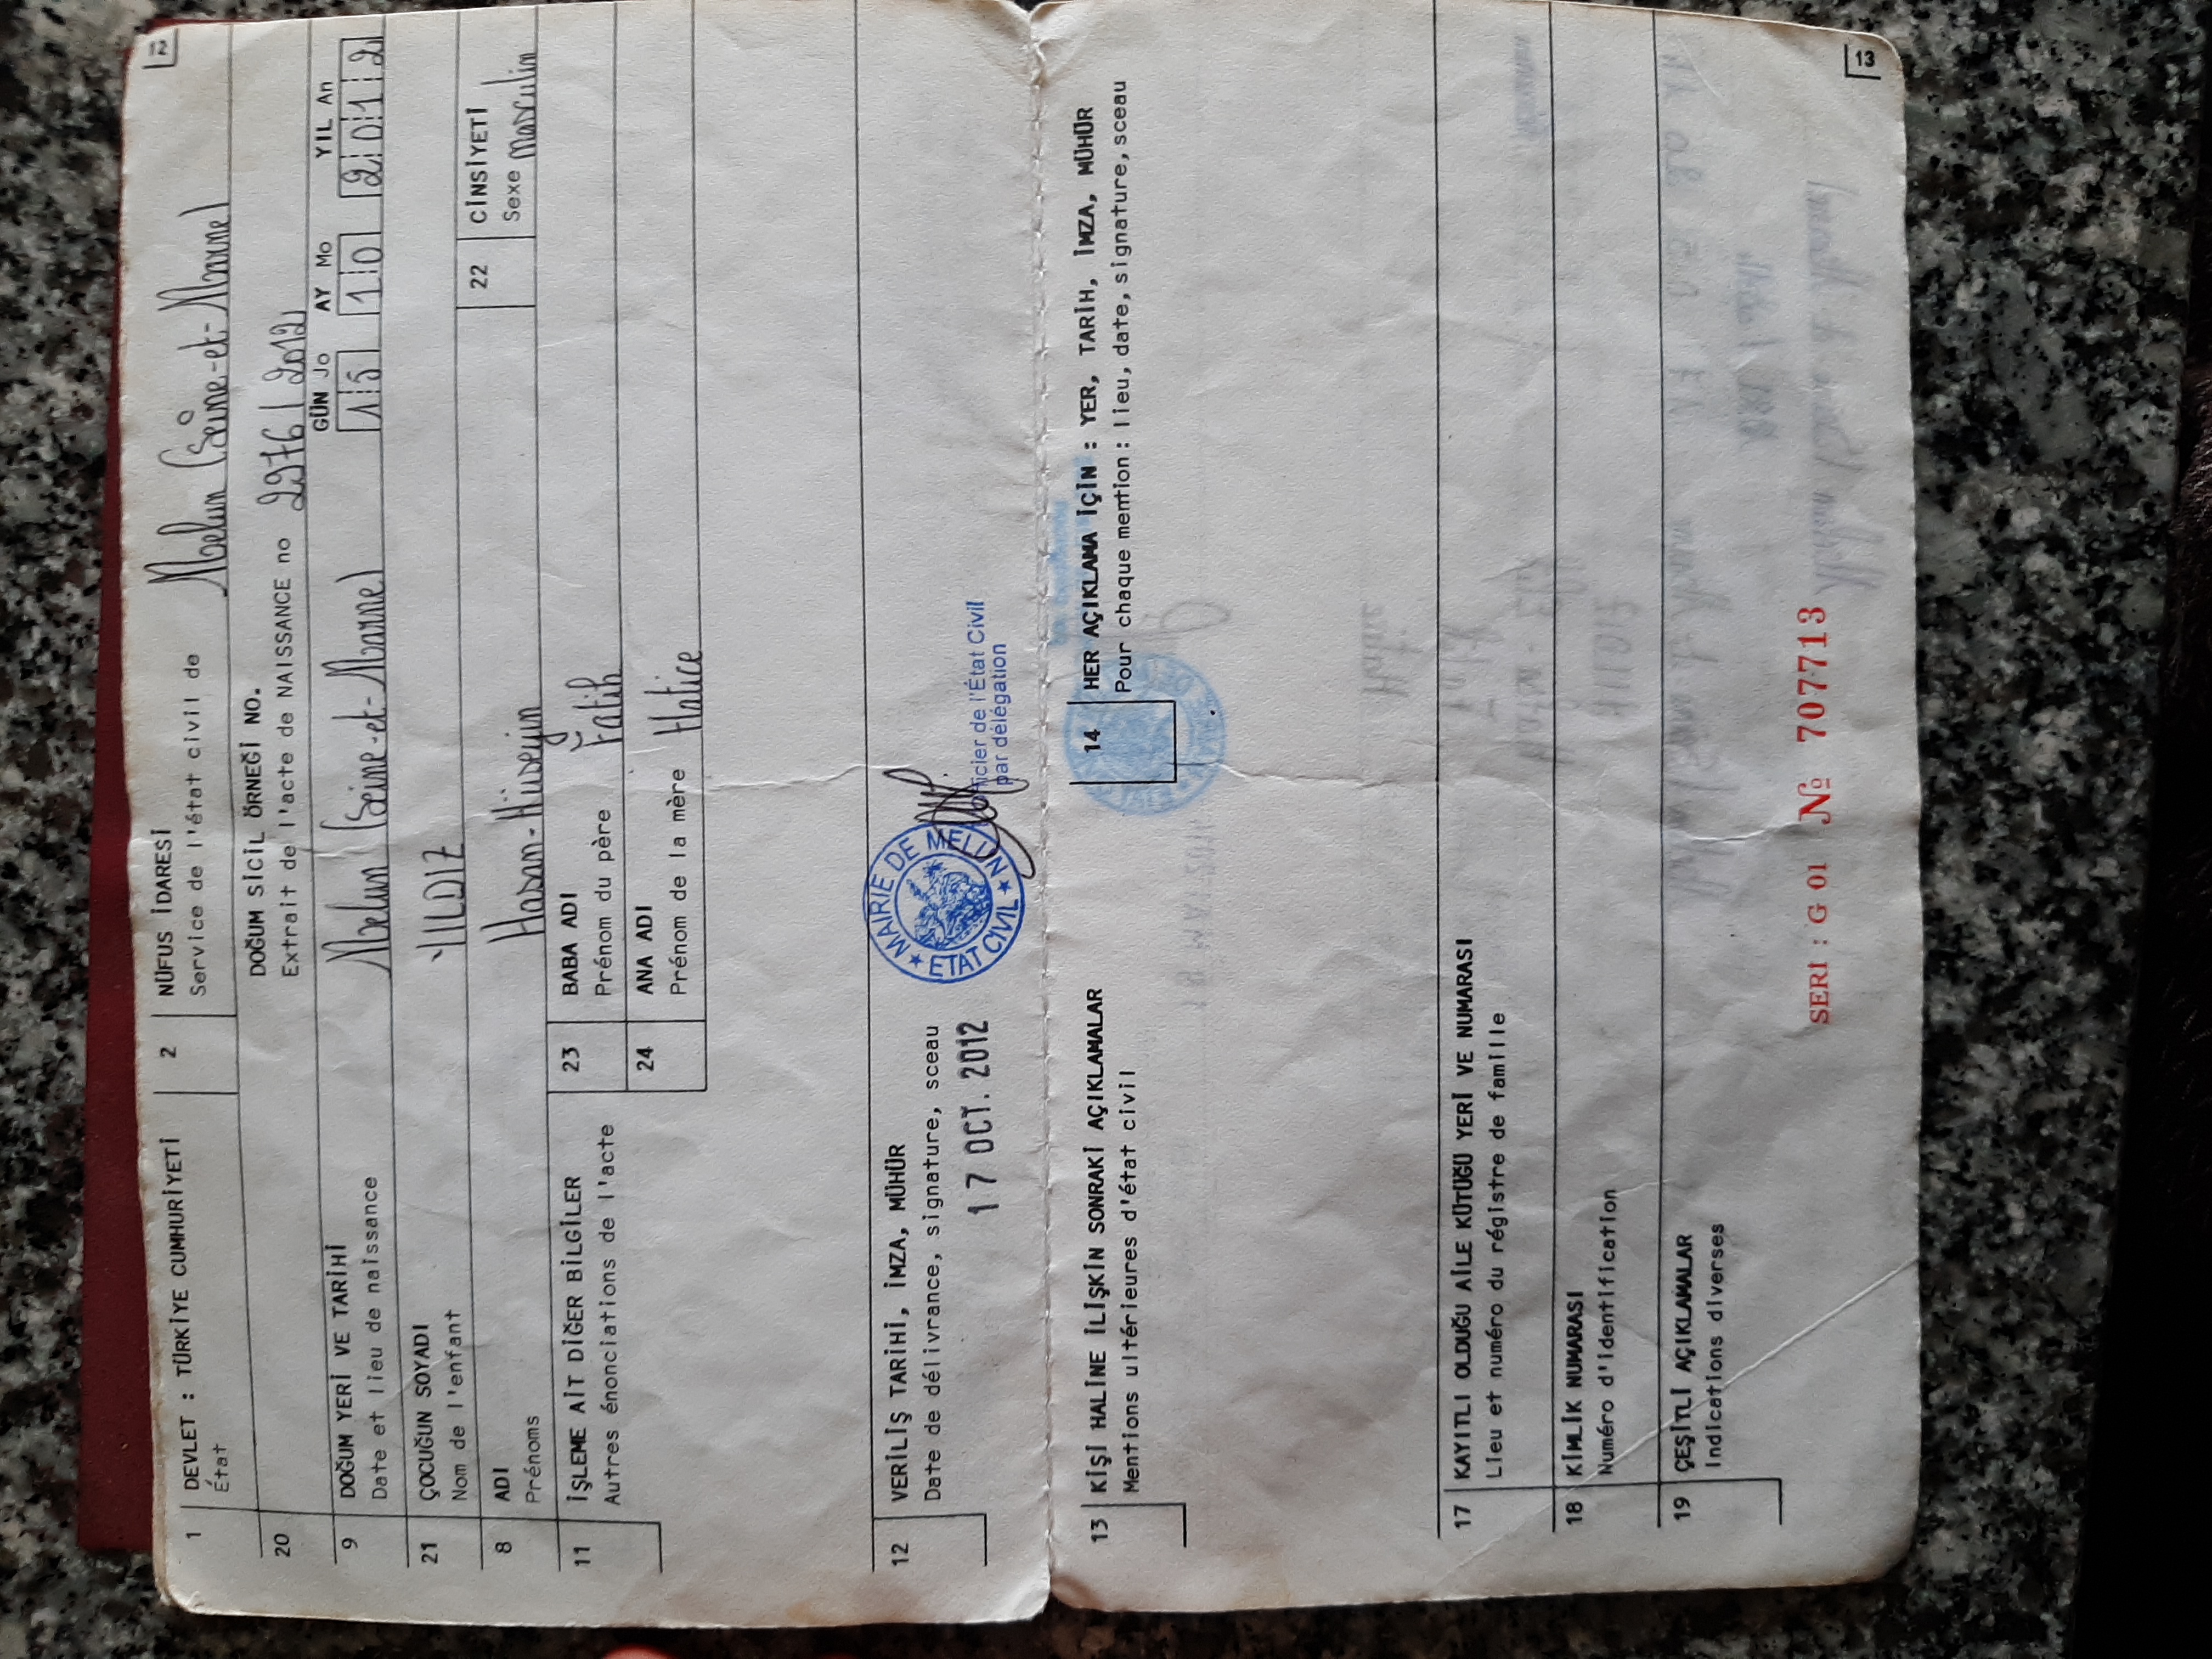 12
1 DEVLET : TÜRKİYE CUMHURİYETİ
État
2 NÜFUS İDARESİ
Service de l'état civil de Melun (Seine-et-Marne)
20 DOĞUM SİCİL ÖRNEĞİ NO.
Extrait de l'acte de NAISSANCE no 2976/2012
9 DOĞUM YERİ VE TARİHİ
Date et lieu de naissance Melun (Seine-et-Marne)
GÜN Jo AY Mo YIL An
15 10 2012
21 ÇOCUĞUN SOYADI
Nom de l'enfant YILDIZ
8 ADI
Prénoms Hasan-Hüseyin
22 CİNSİYETİ
Sexe Masculin
11 İŞLEME AİT DİĞER BİLGİLER
Autres énonciations de l'acte
23 BABA ADI
Prénom du père Fatih
24 ANA ADI
Prénom de la mère Hatice
12 VERİLİŞ TARİHİ, İMZA, MÜHÜR
Date de délivrance, signature, sceau
17 OCT. 2012
MAIRIE DE MELUN
★ ÉTAT CIVIL ★
Officier de l'État Civil
par délégation
13 KİŞİ HALİNE İLİŞKİN SONRAKİ AÇIKLAMALAR
Mentions ultérieures d'état civil
14 HER AÇIKLAMA İÇİN : YER, TARİH, İMZA, MÜHÜR
Pour chaque mention : lieu, date, signature, sceau
17 KAYITLI OLDUĞU AİLE KÜTÜĞÜ YERİ VE NUMARASI
Lieu et numéro du régistre de famille
18 KİMLİK NUMARASI
Numéro d'identification
19 ÇEŞİTLİ AÇIKLAMALAR
Indications diverses
SERI : G 01 № 707713
13